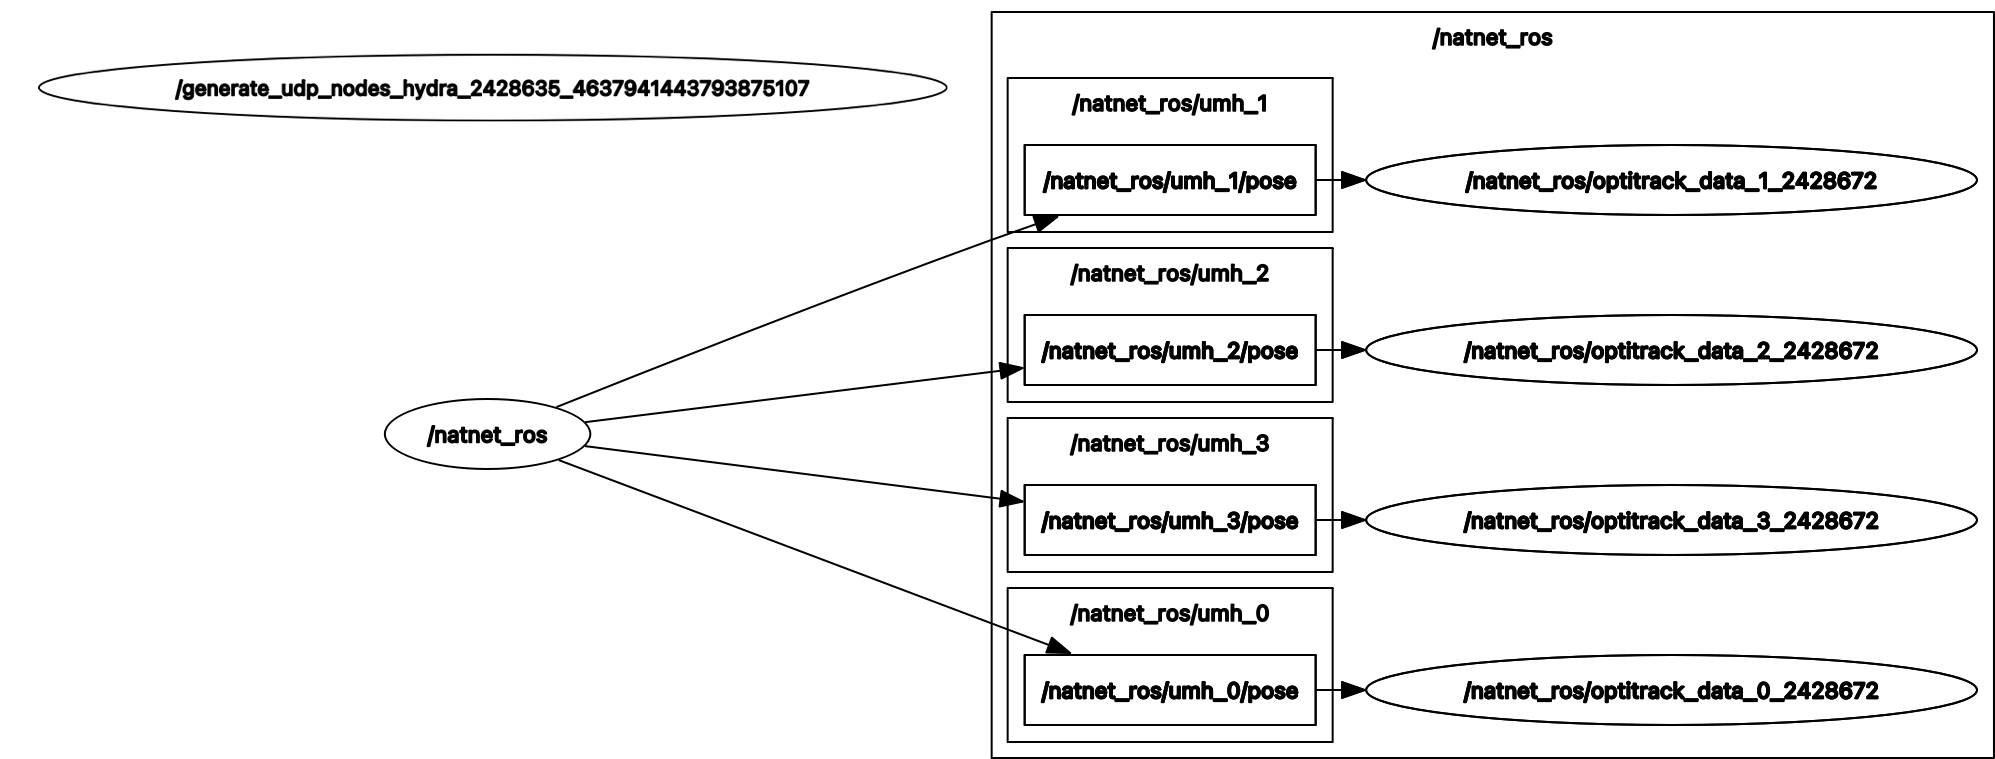 /natnet_ros
/generate_udp_nodes_hydra_2428635_4637941443793875107
/natnet_ros/umh_1
/natnet_ros/umh_1/pose
/natnet_ros/optitrack_data_1_2428672
/natnet_ros/umh_2
/natnet_ros/umh_2/pose
/natnet_ros/optitrack_data_2_2428672
/natnet_ros
/natnet_ros/umh_3
/natnet_ros/umh_3/pose
/natnet_ros/optitrack_data_3_2428672
/natnet_ros/umh_0
/natnet_ros/umh_0/pose
/natnet_ros/optitrack_data_0_2428672